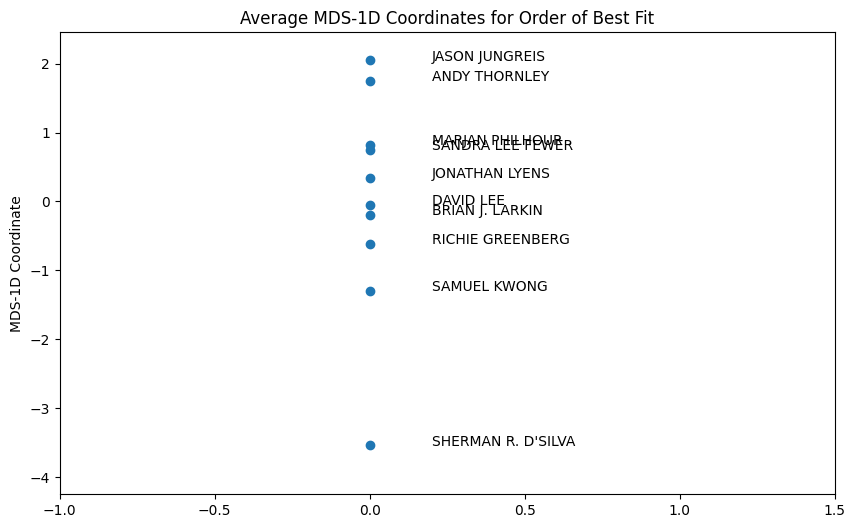 Average MDS-1D Coordinates for Order of Best Fit
2
1
0
−1
−2
−3
−4
MDS-1D Coordinate
JASON JUNGREIS
ANDY THORNLEY
MARJAN PHILHOUR
SANDRA LEE FEWER
JONATHAN LYENS
DAVID LEE
BRIAN J. LARKIN
RICHIE GREENBERG
SAMUEL KWONG
SHERMAN R. D'SILVA
−1.0 −0.5 0.0 0.5 1.0 1.5